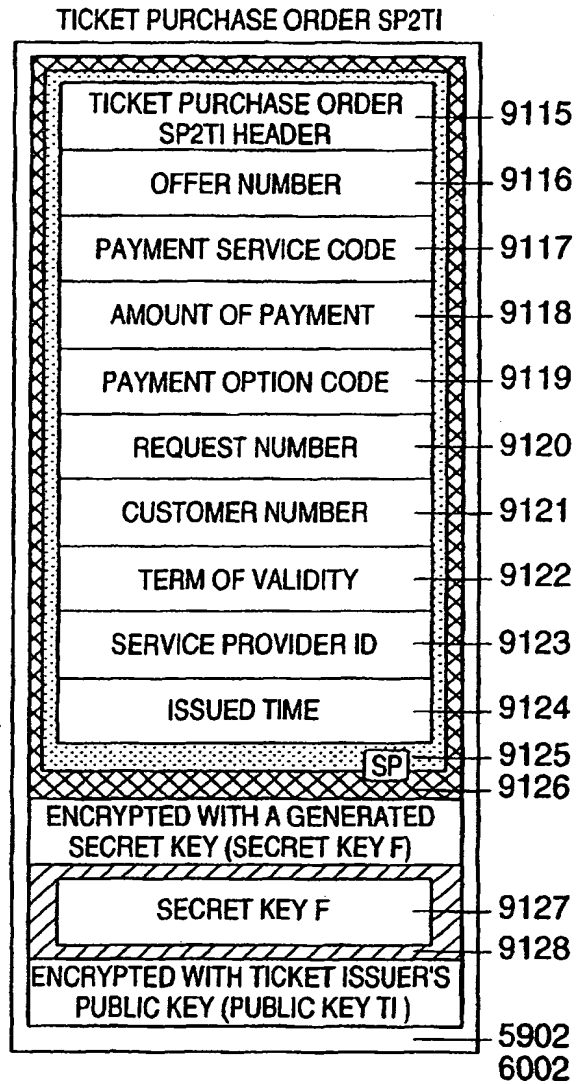 TICKET PURCHASE ORDER SP2TI
TICKET PURCHASE ORDER
SP2TI HEADER
9115
OFFER NUMBER
9116
PAYMENT SERVICE CODE
9117
AMOUNT OF PAYMENT
9118
PAYMENT OPTION CODE
9119
REQUEST NUMBER
9120
CUSTOMER NUMBER
9121
TERM OF VALIDITY
9122
SERVICE PROVIDER ID
9123
ISSUED TIME
9124
9125
SP
9126
ENCRYPTED WITH A GENERATED
SECRET KEY (SECRET KEY F)
SECRET KEY F
9127
9128
ENCRYPTED WITH TICKET ISSUER'S
PUBLIC KEY (PUBLIC KEY TI )
5902
6002